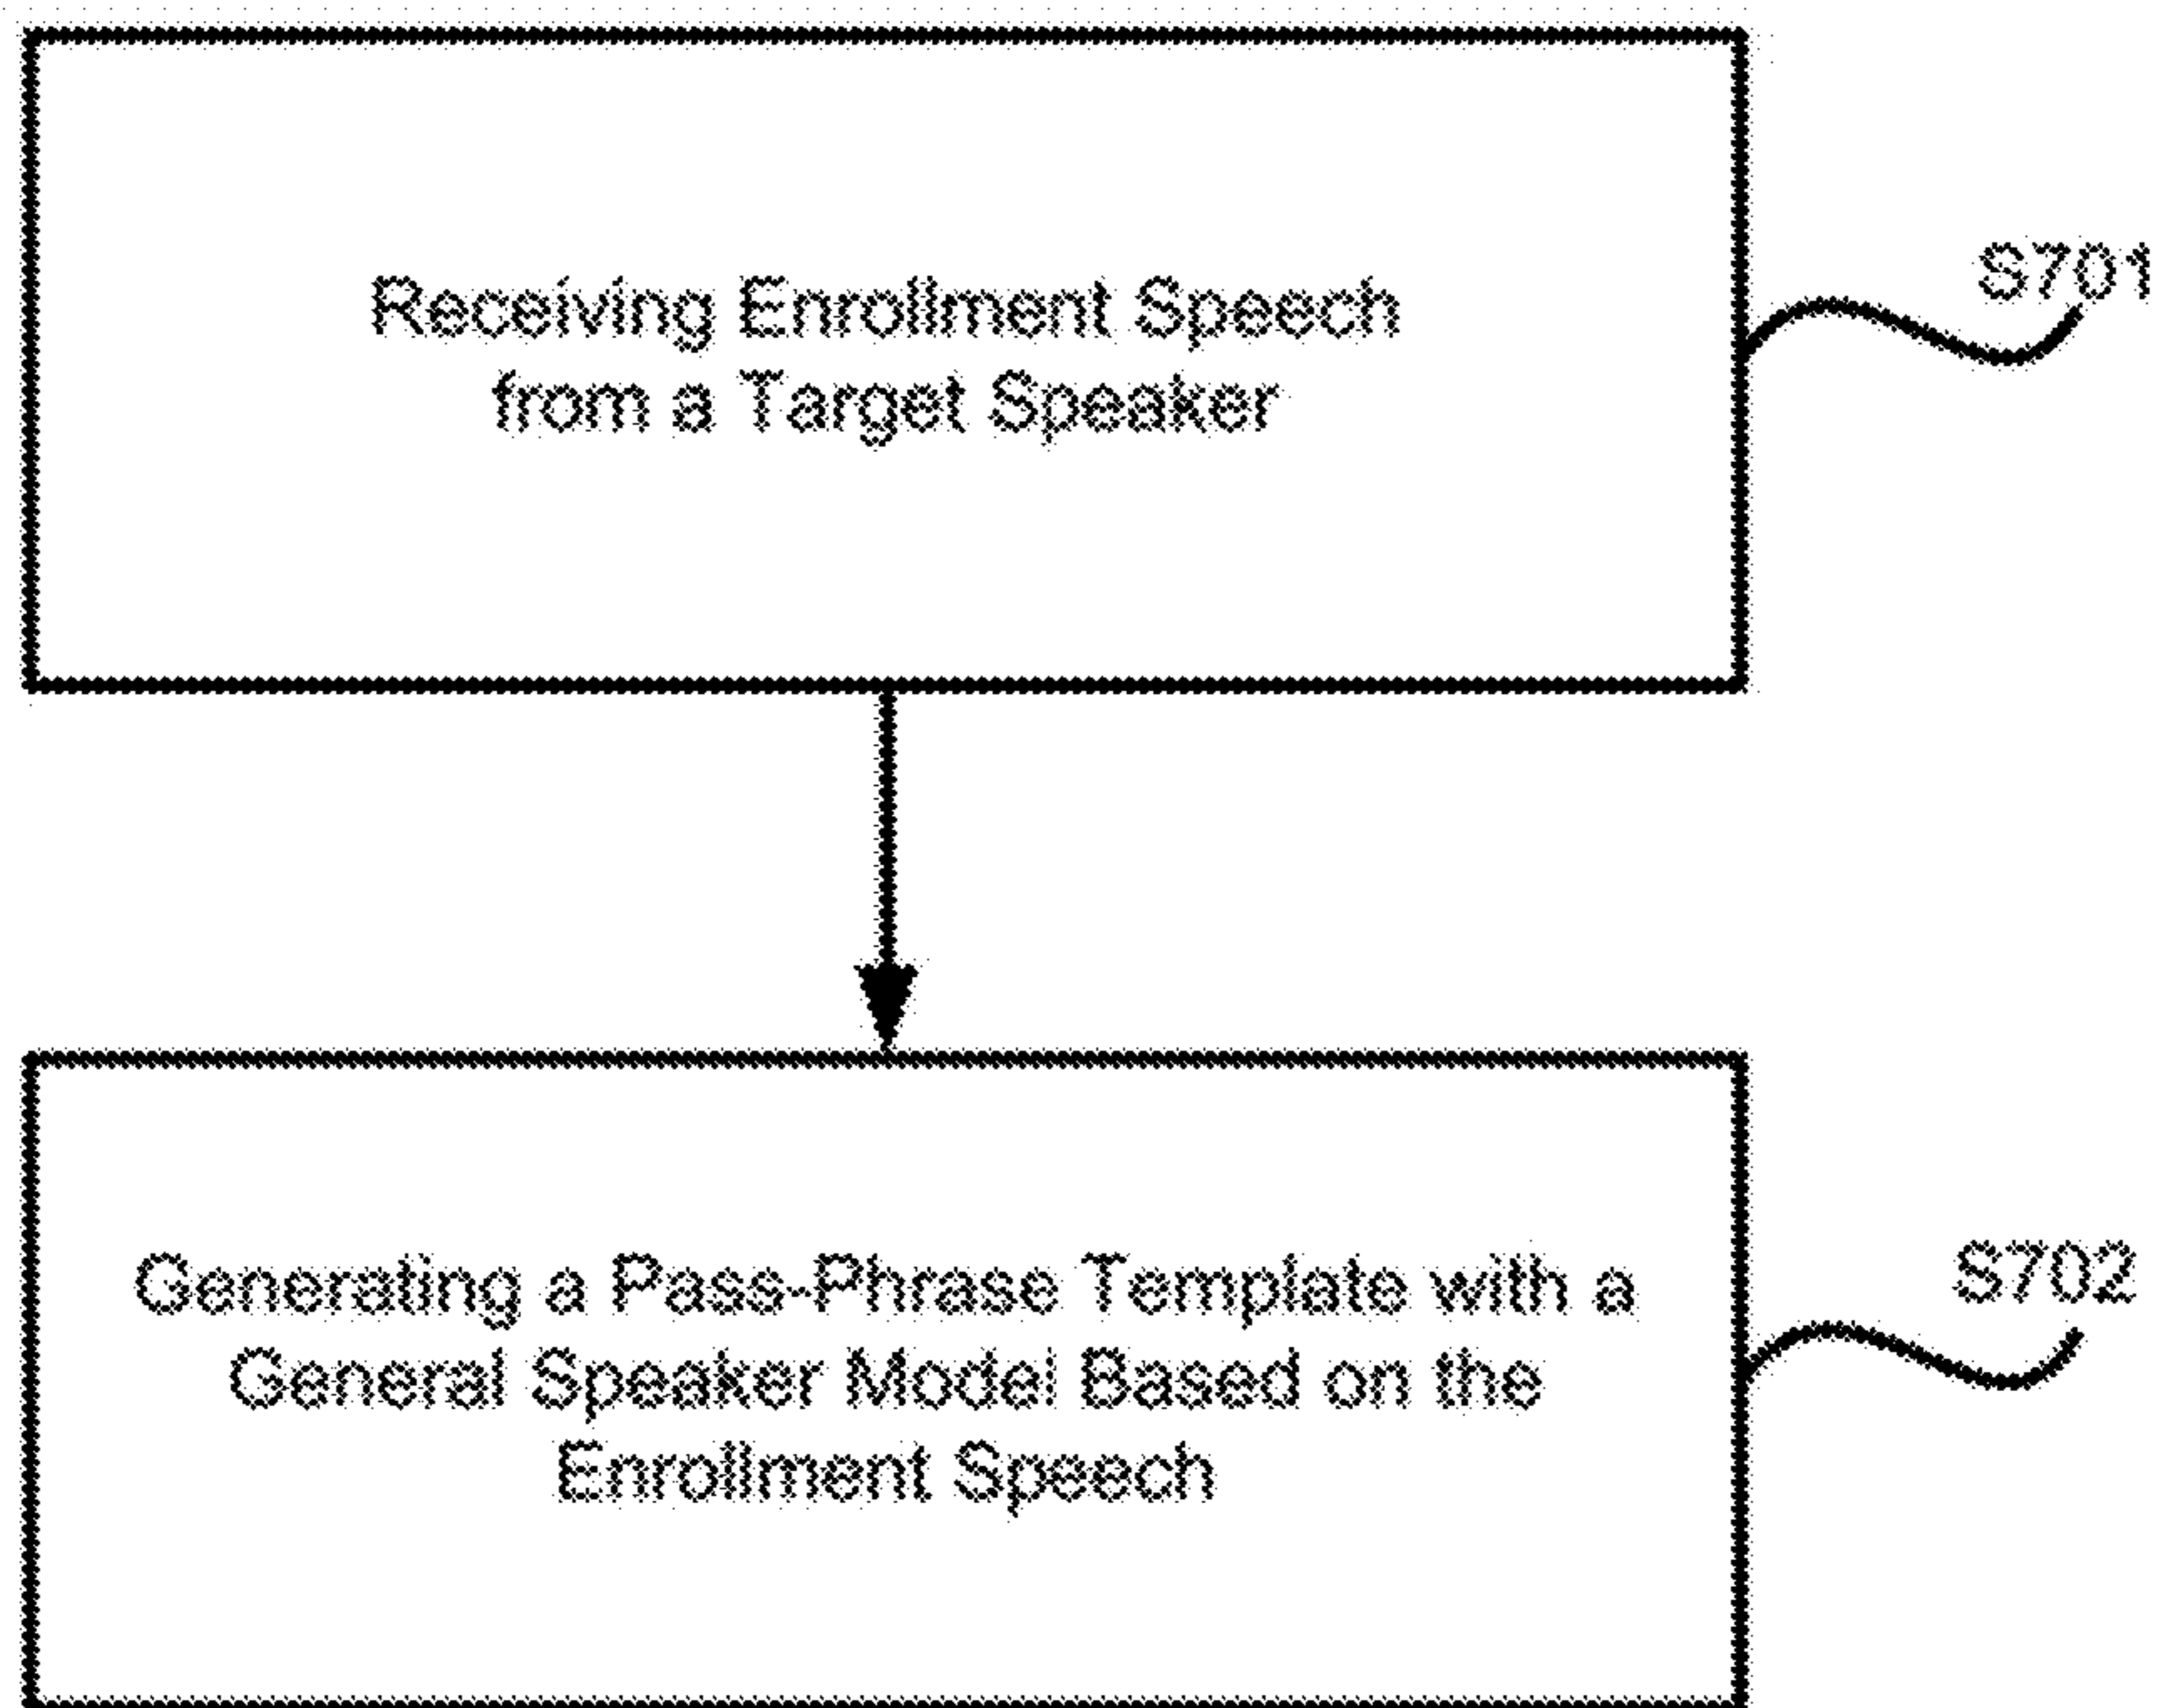 Receiving Enrollment Speech
from a Target Speaker
S701
Generating a Pass-Phrase Template with a
General Speaker Model Based on the
Enrollment Speech
S702